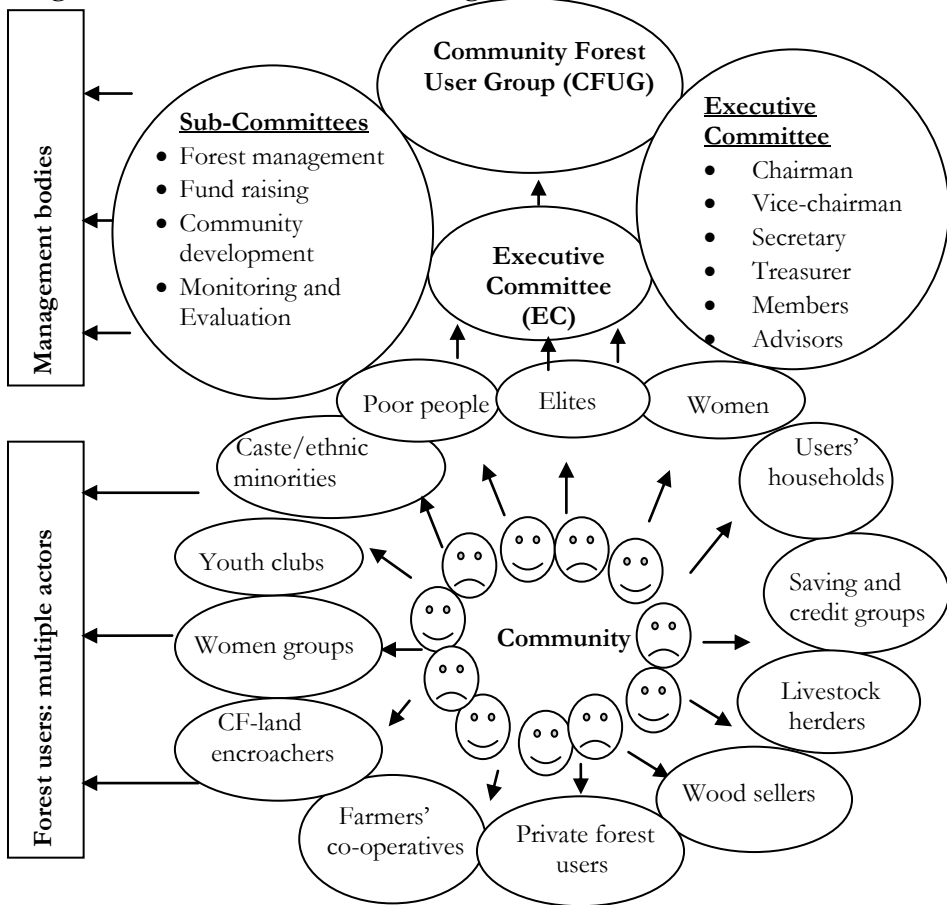 Management bodies
Community Forest
User Group (CFUG)
Sub-Committees
• Forest management
• Fund raising
• Community
development
• Monitoring and
Evaluation
Executive
Committee
• Chairman
• Vice-chairman
• Secretary
• Treasurer
• Members
• Advisors
Executive
Committee
(EC)
Poor people
Elites
Women
Forest users: multiple actors
Caste/ethnic
minorities
Users'
households
Youth clubs
Saving and
credit groups
Women groups
Community
Livestock
herders
CF-land
encroachers
Wood sellers
Farmers'
co-operatives
Private forest
users